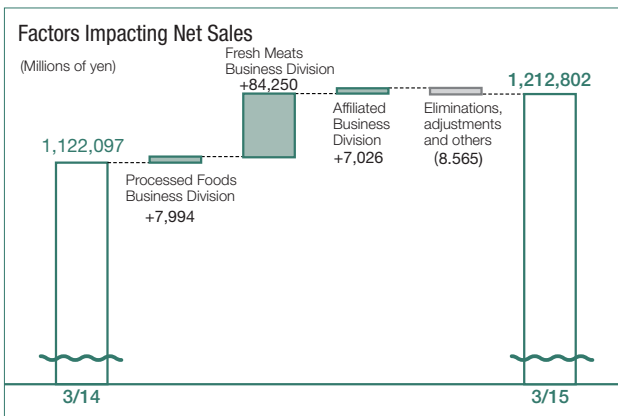 Factors Impacting Net Sales
(Millions of yen)
1,122,097
Processed Foods
Business Division
+7,994
Fresh Meats
Business Division
+84,250
Affiliated
Business
Division
+7,026
Eliminations,
adjustments
and others
(8.565)
1,212,802
3/14
3/15